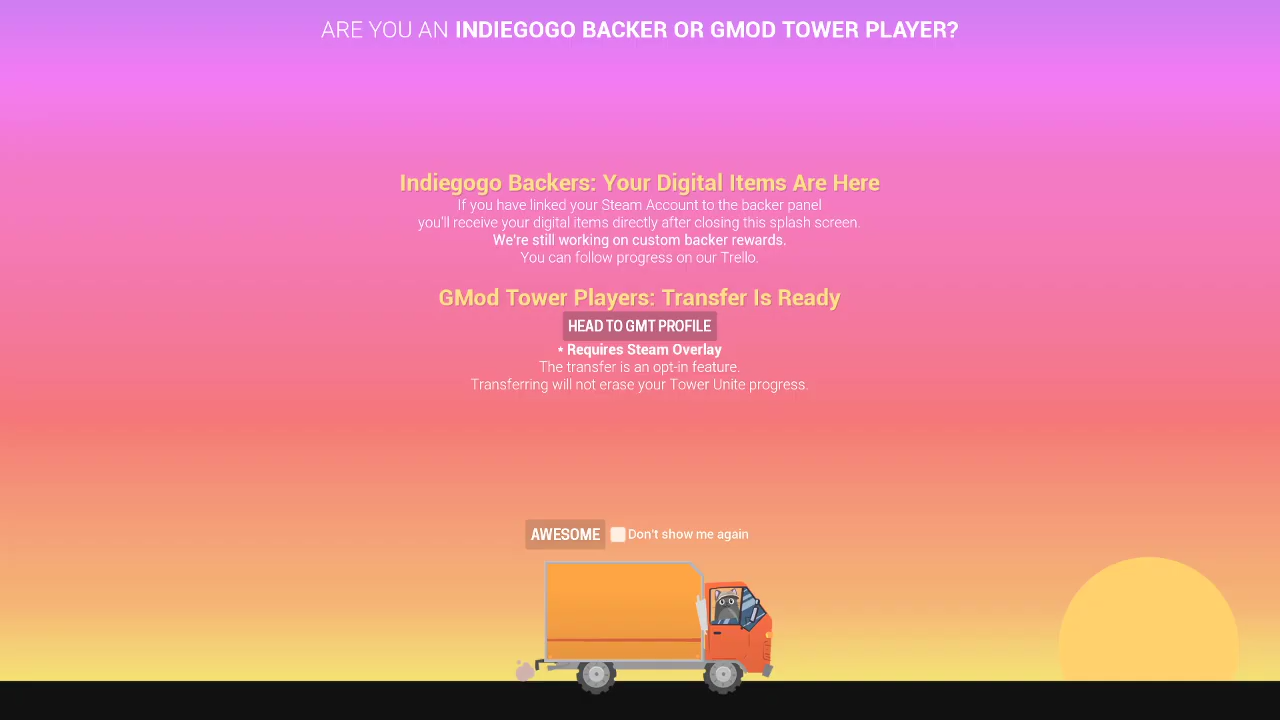 ARE YOU AN INDIEGOGO BACKER OR GMOD TOWER PLAYER?
Indiegogo Backers: Your Digital Items Are Here
If you have linked your Steam Account to the backer panel
you'll receive your digital items directly after closing this splash screen.
We're still working on custom backer rewards.
You can follow progress on our Trello.
GMod Tower Players: Transfer Is Ready
HEAD TO GMT PROFILE
* Requires Steam Overlay
The transfer is an opt-in feature.
Transferring will not erase your Tower Unite progress.
AWESOME Don't show me again